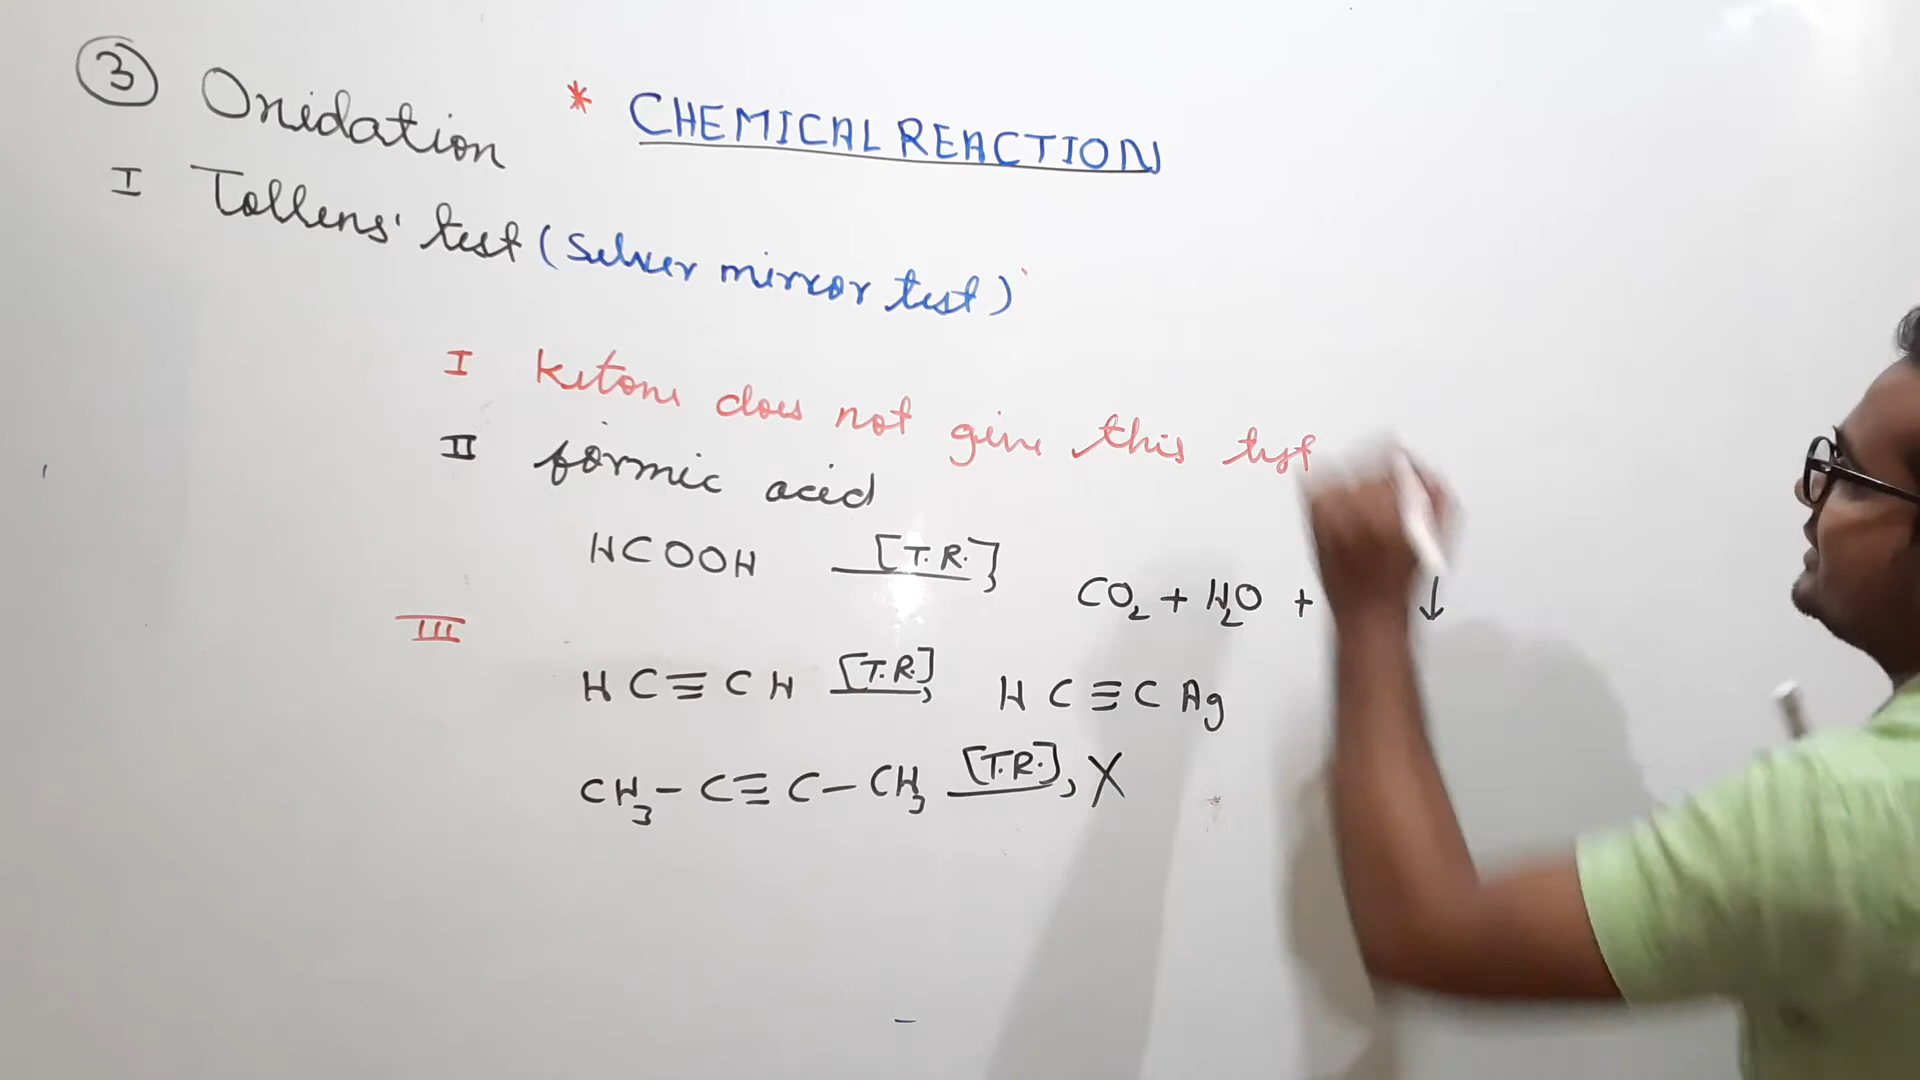 ③ Oxidation * CHEMICAL REACTION
I Tollens' test (Silver mirror test)
I ketone does not give this test
II formic acid
HCOOH [T.R.] CO₂ + H₂O + ↓
III
HC≡CH [T.R] HC≡CAg
CH₃-C≡C-CH₃ [T.R.], X